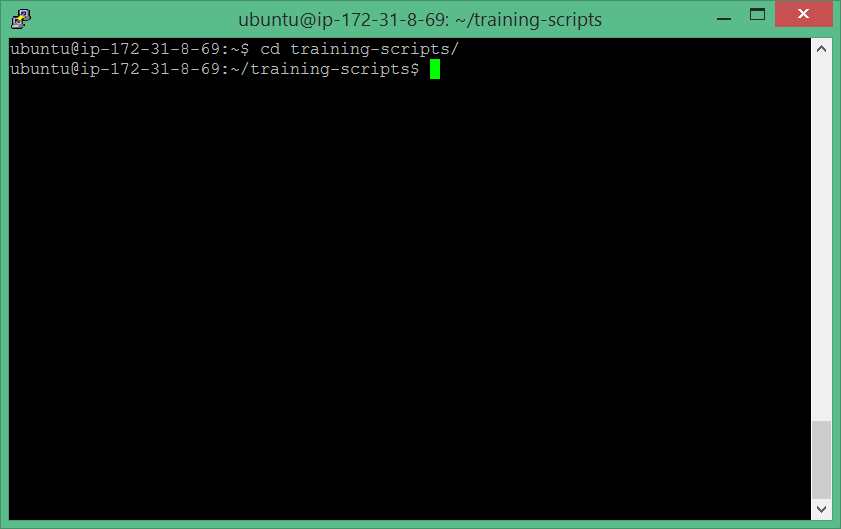 ubuntu@ip-172-31-8-69: ~/training-scripts
ubuntu@ip-172-31-8-69:~$ cd training-scripts/
ubuntu@ip-172-31-8-69:~/training-scripts$